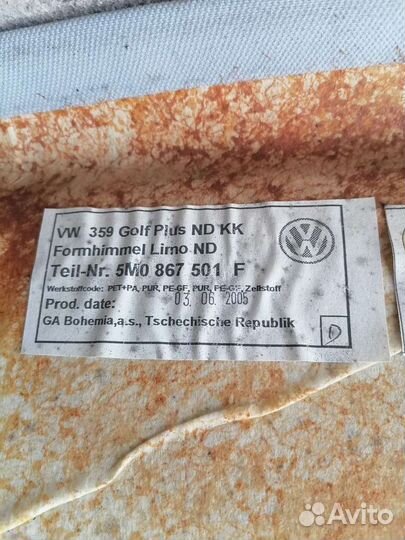 VW 359 Golf Plus ND KK
Formhimmel Limo ND
Teil-Nr. 5M0 867 501 F
Werkstoffcode: PET+PA, PUR, PE-GF, PUR, PE-GF, Zellstoff
Prod. date: 03. 06. 2005
GA Bohemia,a.s., Tschechische Republik
D
Avito